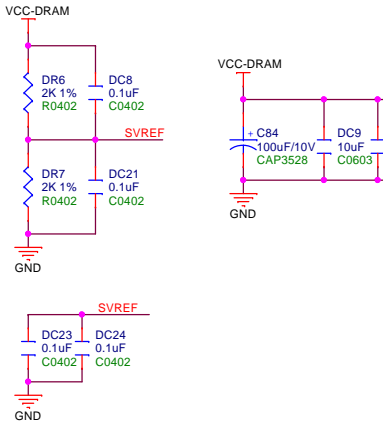 VCC-DRAM
DR6
2K 1%
R0402
DC8
0.1uF
C0402
SVREF
DR7
2K 1%
R0402
DC21
0.1uF
C0402
GND
VCC-DRAM
+ C84
100uF/10V
CAP3528
DC9
10uF
C0603
GND
SVREF
DC23
0.1uF
C0402
DC24
0.1uF
C0402
GND